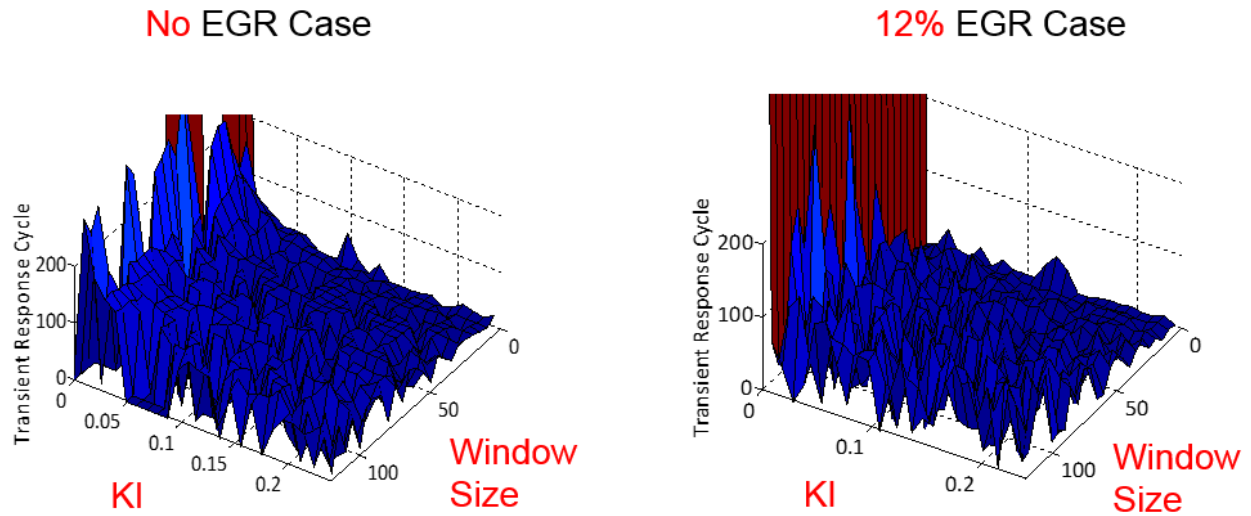 No EGR Case
12% EGR Case
Transient Response Cycle
200
100
0
0
0.05
0.1
0.15
0.2
KI
0
50
100
Window
Size
Transient Response Cycle
200
100
0
0
0.1
0.2
KI
0
50
100
Window
Size